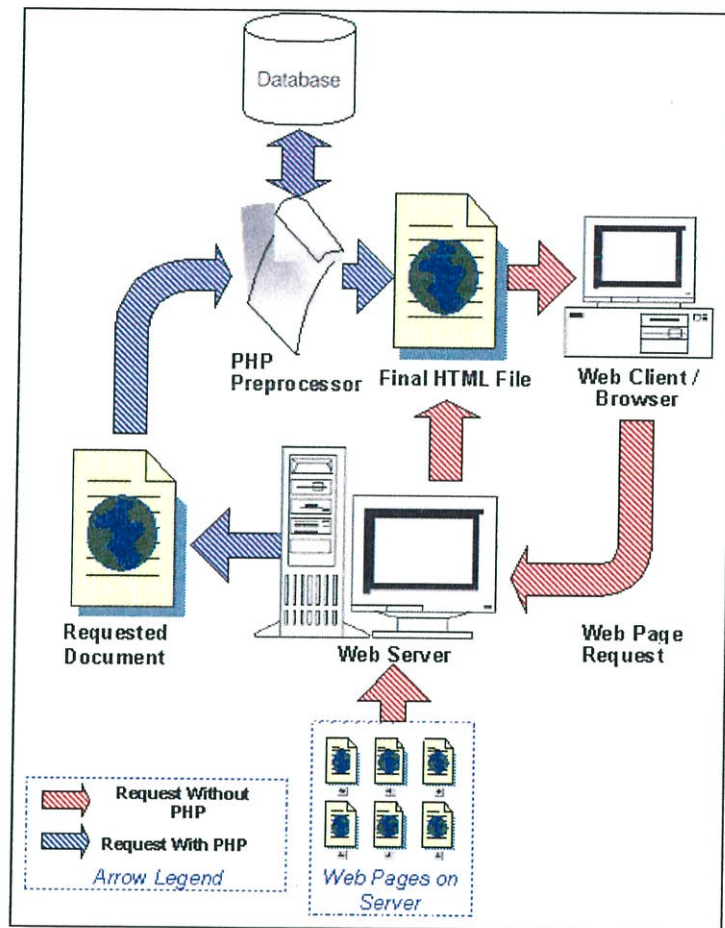 Database
PHP
Preprocessor
Final HTML File
Web Client /
Browser
Requested
Document
Web Server
Web Page
Request
Request Without
PHP
Request With PHP
Arrow Legend
Web Pages on
Server